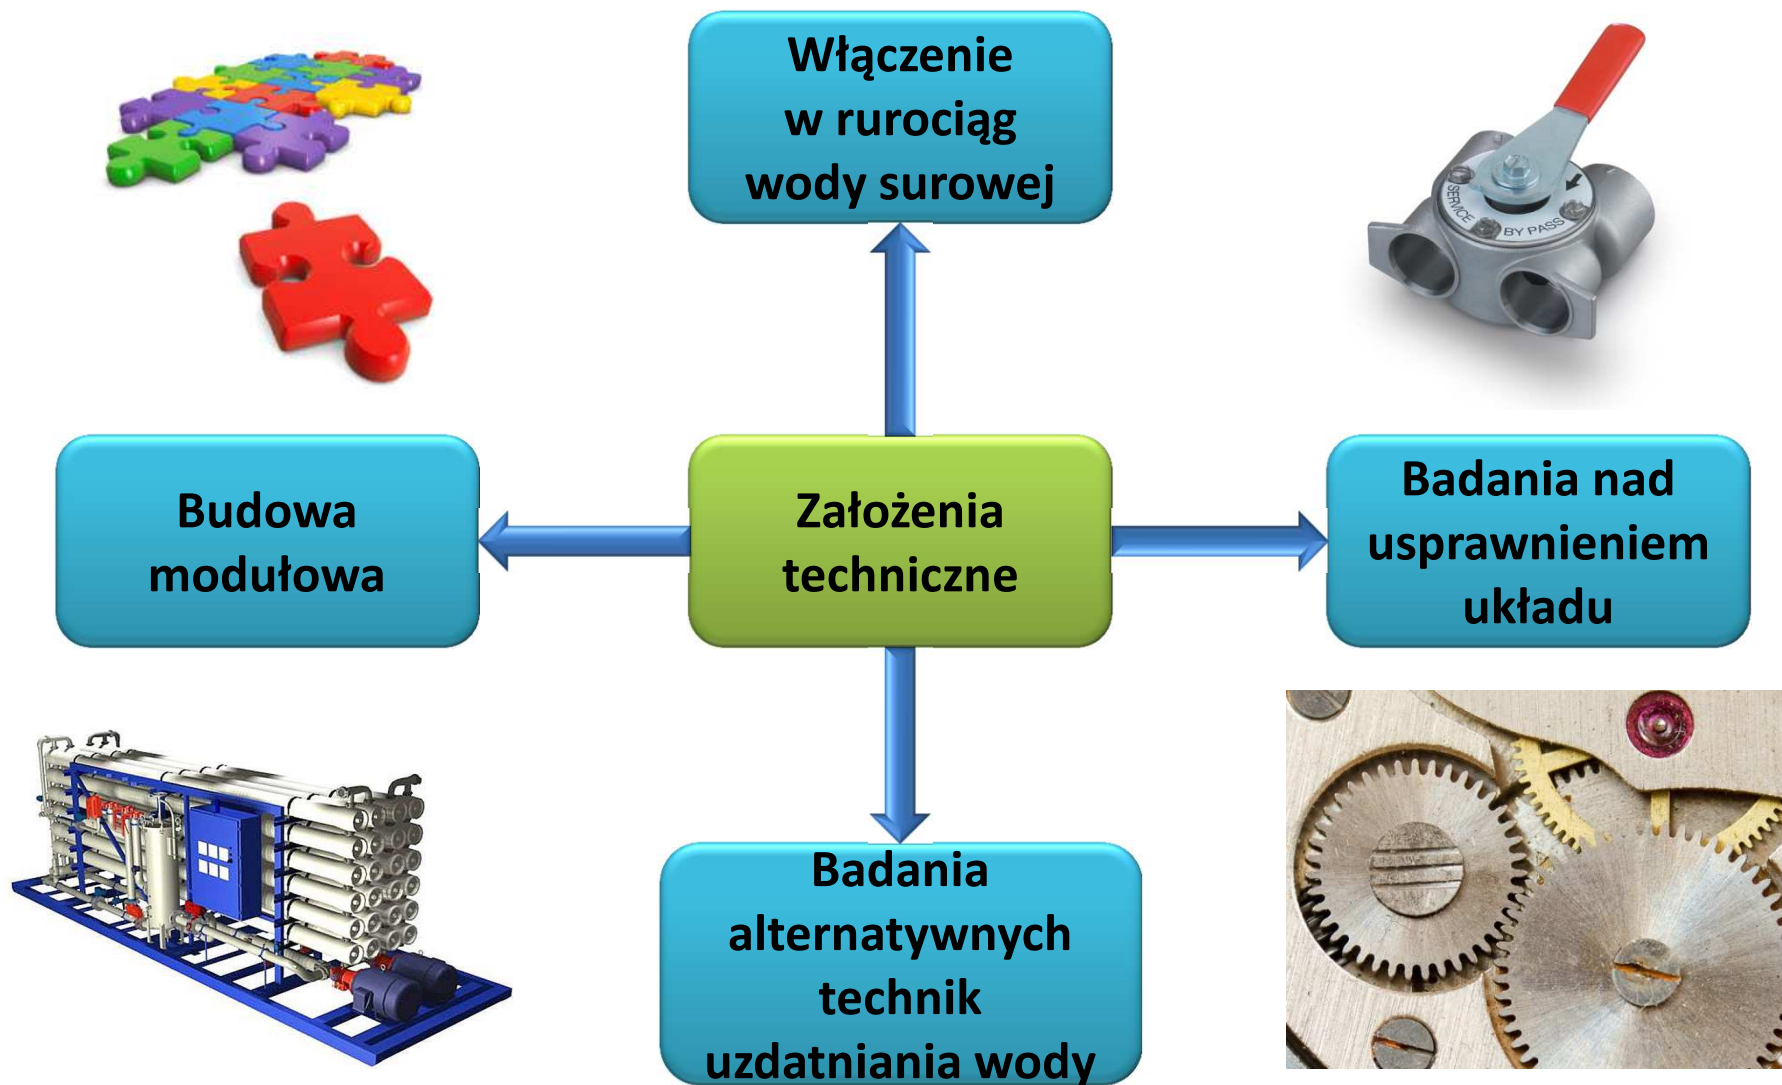 Włączenie
w rurociąg
wody surowej
SERVICE
BY PASS
Budowa
modułowa
Założenia
techniczne
Badania nad
usprawnieniem
układu
Badania
alternatywnych
technik
uzdatniania wody